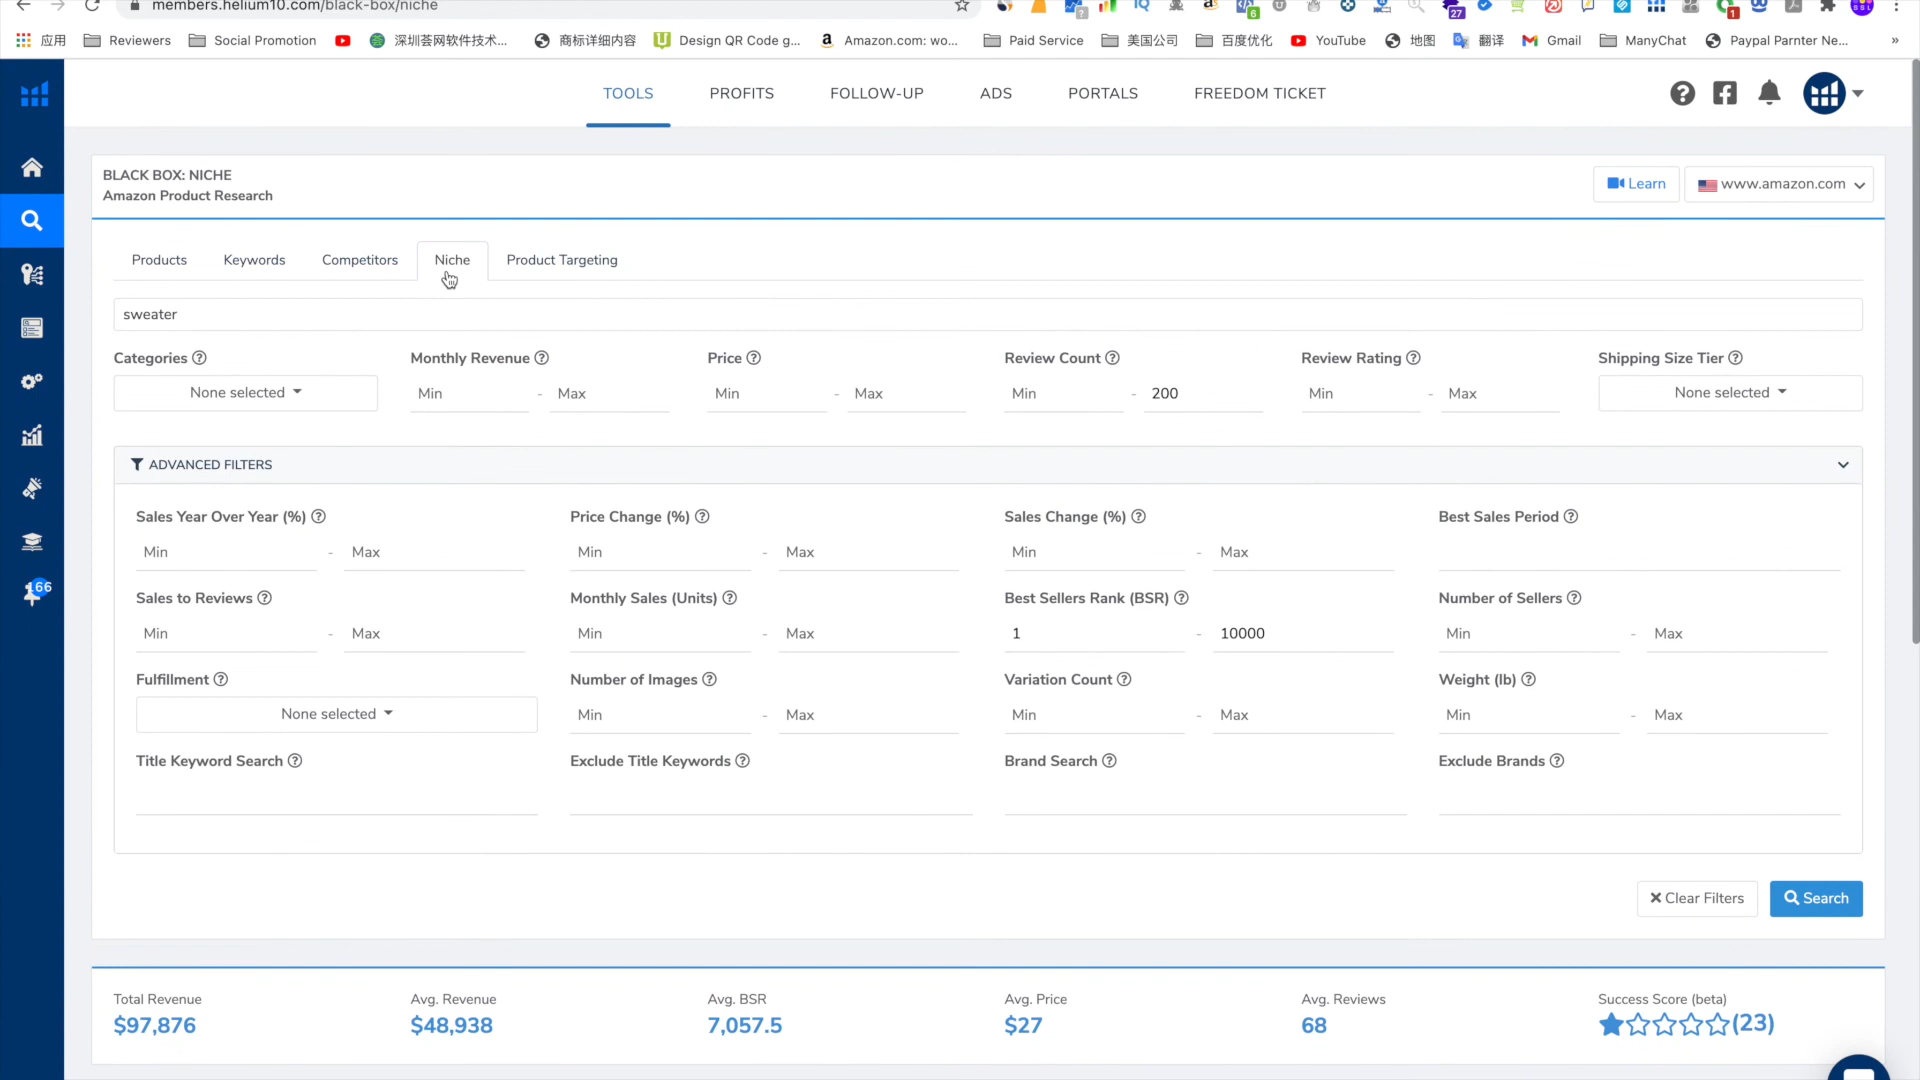 members.helium10.com/black-box/niche
IQ
6
27
1
SSL
应用 Reviewers Social Promotion 深圳荟网软件技术... 商标详细内容 Design QR Code g... Amazon.com: wo... Paid Service 美国公司 百度优化 YouTube 地图 翻译 Gmail ManyChat Paypal Parnter Ne... »
TOOLS PROFITS FOLLOW-UP ADS PORTALS FREEDOM TICKET
166
BLACK BOX: NICHE
Amazon Product Research
Learn www.amazon.com
Products Keywords Competitors Niche Product Targeting
sweater
Categories Monthly Revenue Price Review Count Review Rating Shipping Size Tier
None selected Min - Max Min - Max Min - 200 Min - Max None selected
ADVANCED FILTERS
Sales Year Over Year (%) Price Change (%) Sales Change (%) Best Sales Period
Min - Max Min - Max Min - Max
Sales to Reviews Monthly Sales (Units) Best Sellers Rank (BSR) Number of Sellers
Min - Max Min - Max 1 - 10000 Min - Max
Fulfillment Number of Images Variation Count Weight (lb)
None selected Min - Max Min - Max Min - Max
Title Keyword Search Exclude Title Keywords Brand Search Exclude Brands
Clear Filters Search
Total Revenue Avg. Revenue Avg. BSR Avg. Price Avg. Reviews Success Score (beta)
$97,876 $48,938 7,057.5 $27 68 (23)